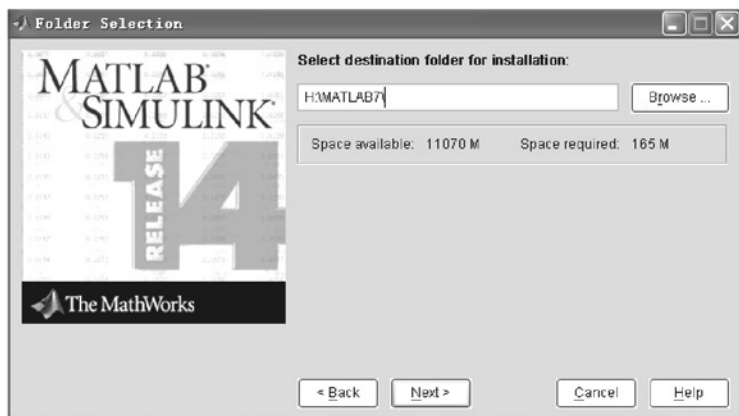 Folder Selection
MATLAB
& SIMULINK
RELEASE
14
The MathWorks
Select destination folder for installation:
H:\MATLAB7\
Browse ...
Space available: 11070 M Space required: 165 M
< Back
Next >
Cancel
Help